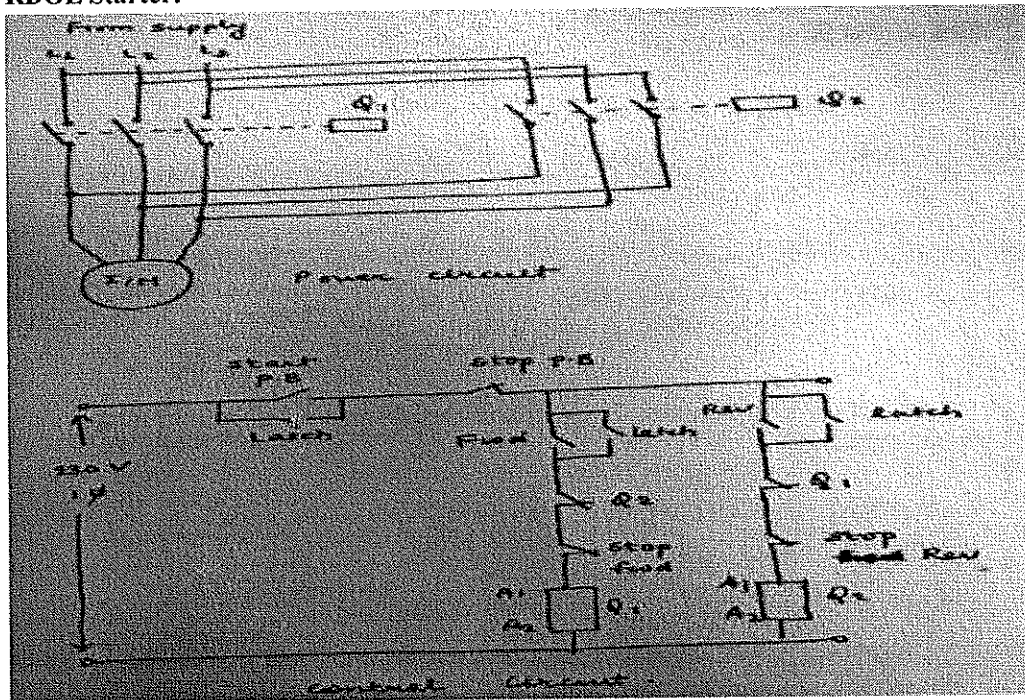 RDOL Starter:
From supply
L1 L2 L3
Q1
Q2
I/M
Power circuit
Start
P.B
Stop P.B
Latch
Fwd
latch
Rev
latch
230 V
1 φ
Q2
Q1
Stop
Fwd
Stop
Rev
A1
A2
Q1
A1
A2
Q2
Control Circuit.